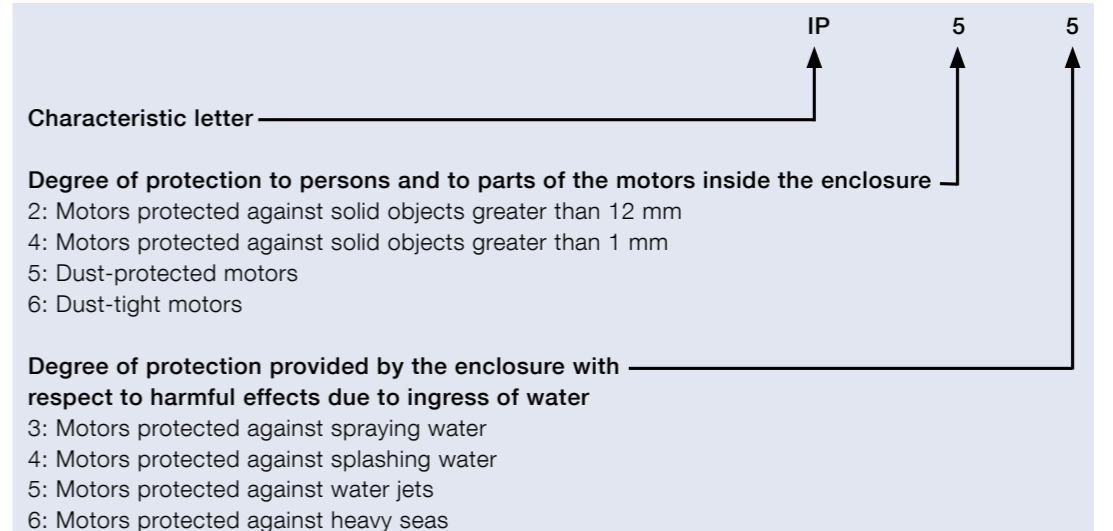 IP 5 5
Characteristic letter
Degree of protection to persons and to parts of the motors inside the enclosure
2: Motors protected against solid objects greater than 12 mm
4: Motors protected against solid objects greater than 1 mm
5: Dust-protected motors
6: Dust-tight motors
Degree of protection provided by the enclosure with
respect to harmful effects due to ingress of water
3: Motors protected against spraying water
4: Motors protected against splashing water
5: Motors protected against water jets
6: Motors protected against heavy seas